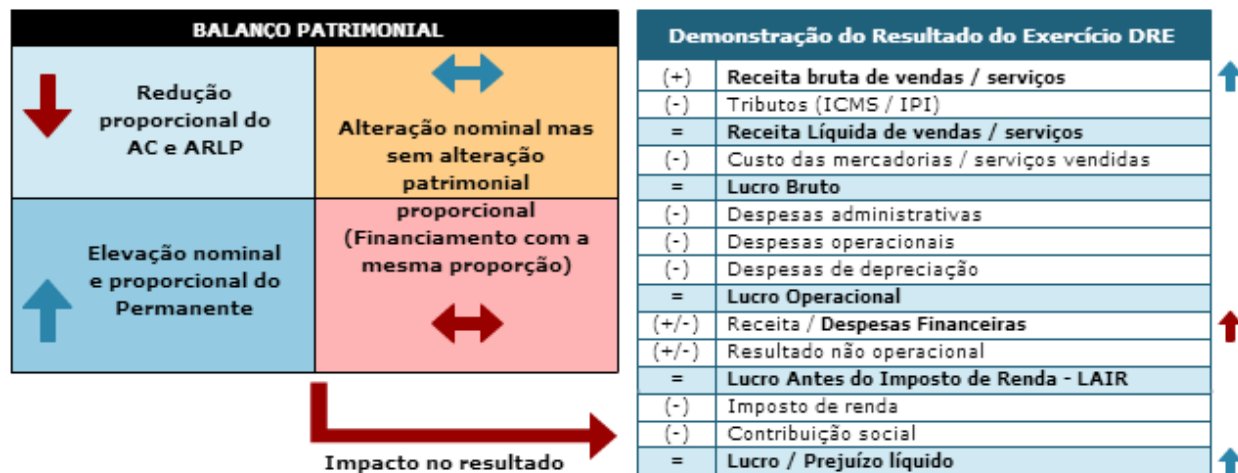 BALANÇO PATRIMONIAL
Redução
proporcional do
AC e ARLP
Alteração nominal mas
sem alteração
patrimonial
proporcional
(Financiamento com a
mesma proporção)
Elevação nominal
e proporcional do
Permanente
Impacto no resultado
Demonstração do Resultado do Exercício DRE
(+) Receita bruta de vendas / serviços
(-) Tributos (ICMS / IPI)
= Receita Líquida de vendas / serviços
(-) Custo das mercadorias / serviços vendidas
= Lucro Bruto
(-) Despesas administrativas
(-) Despesas operacionais
(-) Despesas de depreciação
= Lucro Operacional
(+/-) Receita / Despesas Financeiras
(+/-) Resultado não operacional
= Lucro Antes do Imposto de Renda - LAIR
(-) Imposto de renda
(-) Contribuição social
= Lucro / Prejuízo líquido